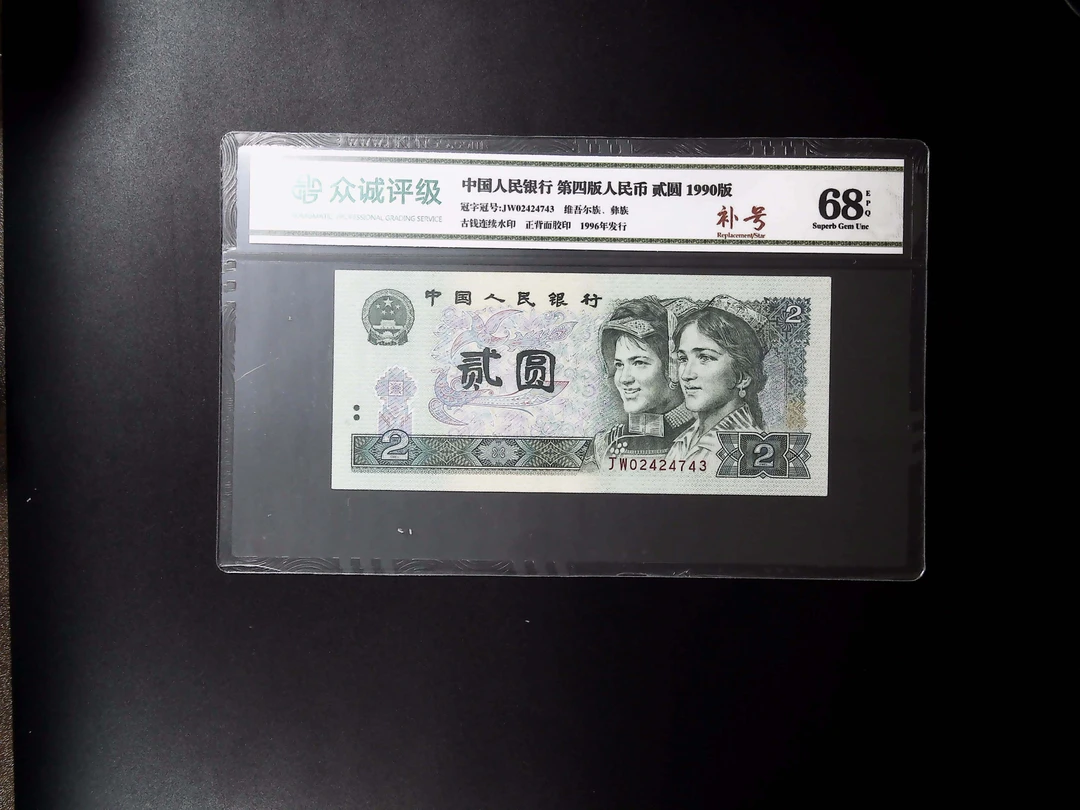 众诚评级
PROFESSIONAL GRADING SERVICE
中国人民银行 第四版人民币 贰圆 1990版
冠字冠号:JW02424743 维吾尔族、彝族
古钱连续水印 正背面胶印 1996年发行
补号
Replacement/Star
68 EPQ
Superb Gem Unc
中国人民银行
贰圆
2
2
JW02424743
2